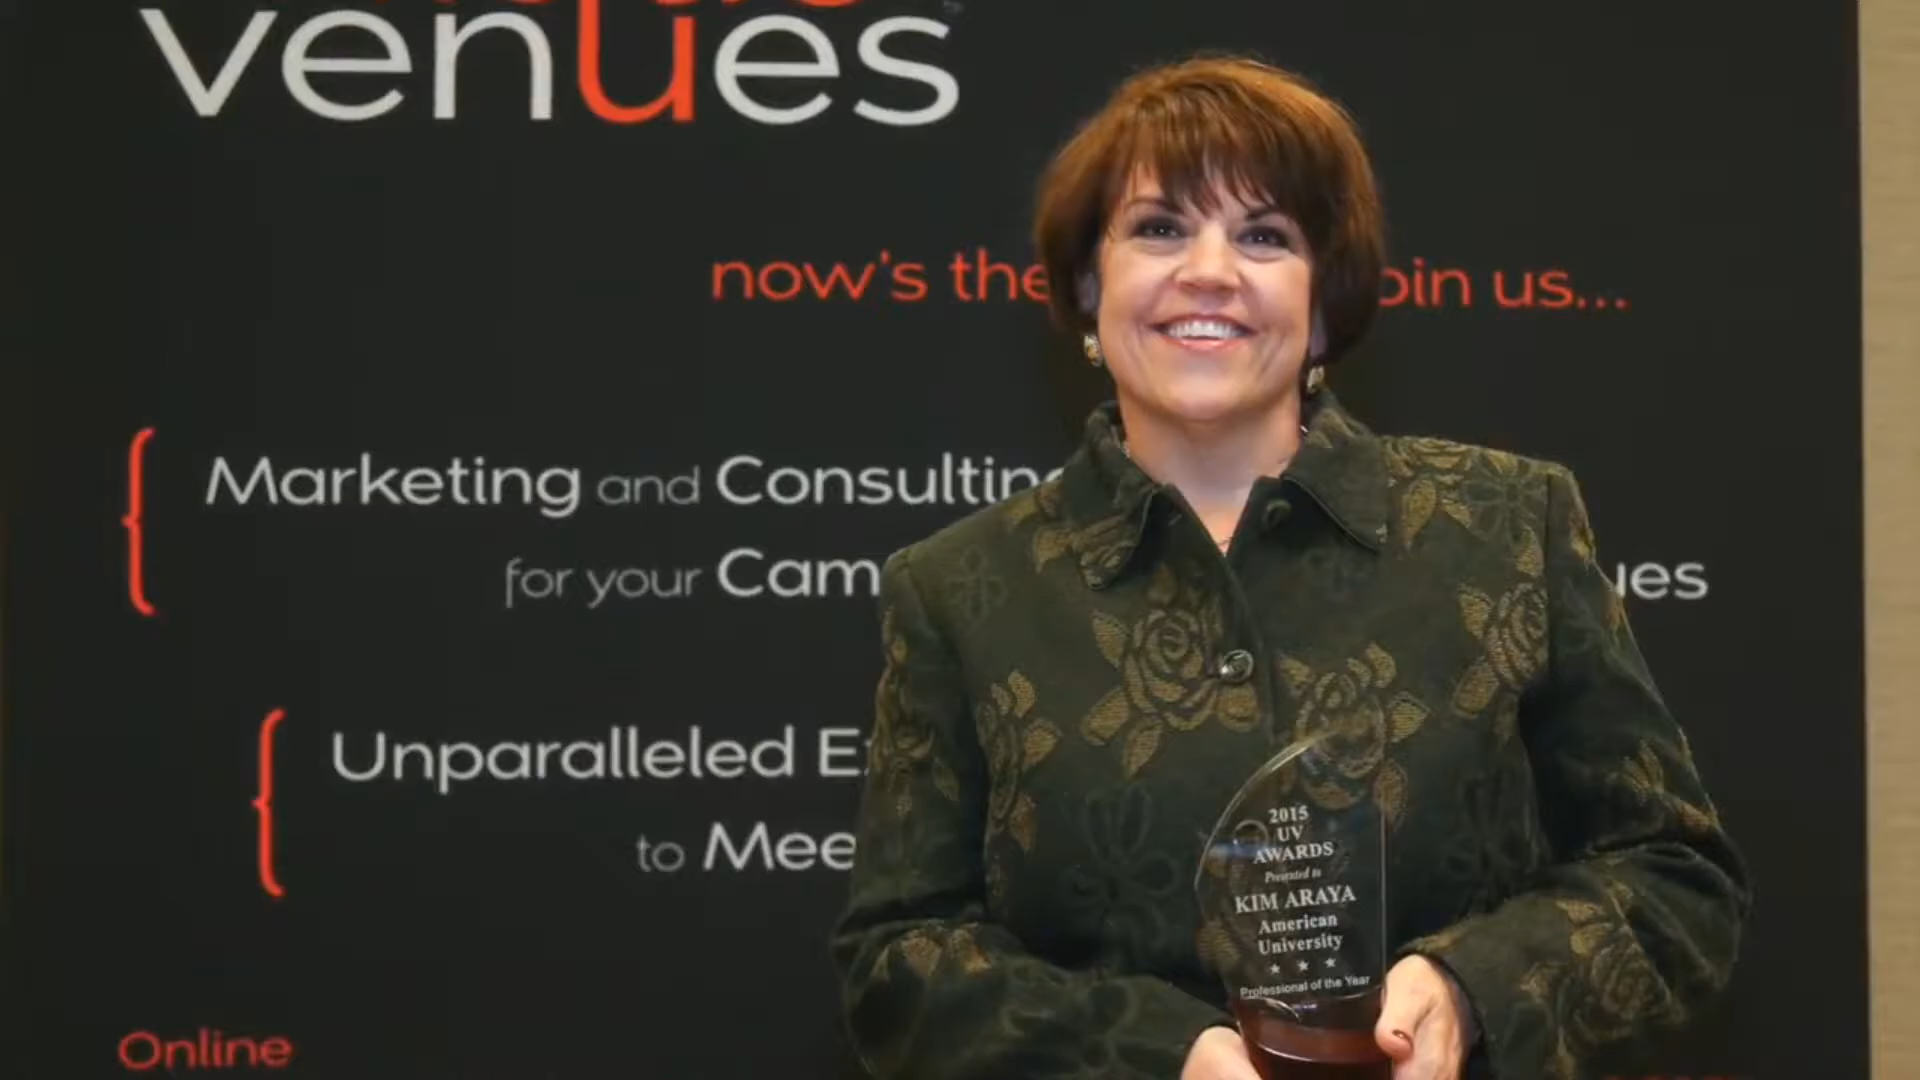 venues
now's the
oin us...
Marketing and Consulting
for your Cam
ues
Unparalleled E
to Mee
2015
UV
AWARDS
Presented to
KIM ARAYA
American
University
Professional of the Year
Online